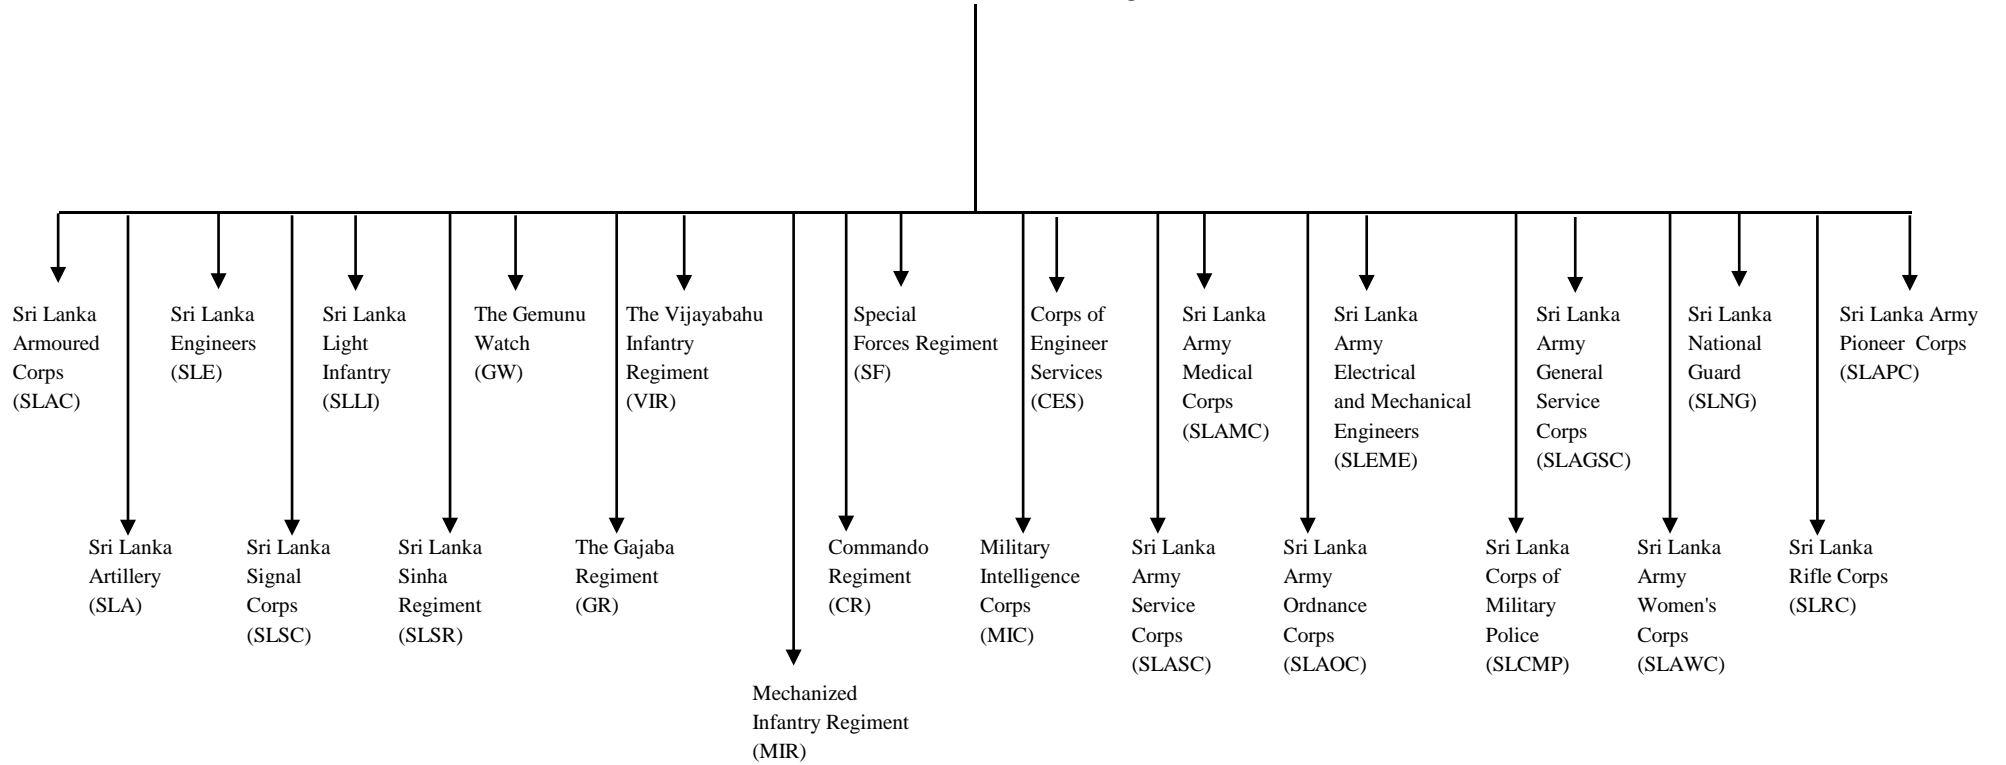 Sri Lanka
Armoured
Corps
(SLAC)
Sri Lanka
Engineers
(SLE)
Sri Lanka
Light
Infantry
(SLLI)
The Gemunu
Watch
(GW)
The Vijayabahu
Infantry
Regiment
(VIR)
Special
Forces Regiment
(SF)
Corps of
Engineer
Services
(CES)
Sri Lanka
Army
Medical
Corps
(SLAMC)
Sri Lanka
Army
Electrical
and Mechanical
Engineers
(SLEME)
Sri Lanka
Army
General
Service
Corps
(SLAGSC)
Sri Lanka
National
Guard
(SLNG)
Sri Lanka Army
Pioneer Corps
(SLAPC)
Sri Lanka
Artillery
(SLA)
Sri Lanka
Signal
Corps
(SLSC)
Sri Lanka
Sinha
Regiment
(SLSR)
The Gajaba
Regiment
(GR)
Commando
Regiment
(CR)
Military
Intelligence
Corps
(MIC)
Sri Lanka
Army
Service
Corps
(SLASC)
Sri Lanka
Army
Ordnance
Corps
(SLAOC)
Sri Lanka
Corps of
Military
Police
(SLCMP)
Sri Lanka
Army
Women's
Corps
(SLAWC)
Sri Lanka
Rifle Corps
(SLRC)
Mechanized
Infantry Regiment
(MIR)